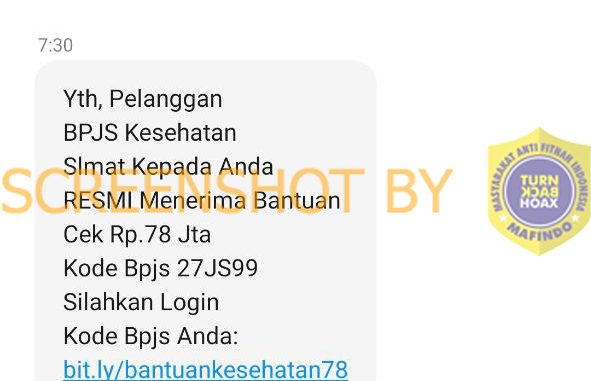 7:30
Yth, Pelanggan
BPJS Kesehatan
Slmat Kepada Anda
SCREENSHOT BY
RESMI Menerima Bantuan
Cek Rp.78 Jta
Kode Bpjs 27JS99
Silahkan Login
Kode Bpjs Anda:
bit.ly/bantuankesehatan78
MASYARAKAT ANTI FITNAH INDONESIA
TURN
BACK
HOAX
MAFINDO